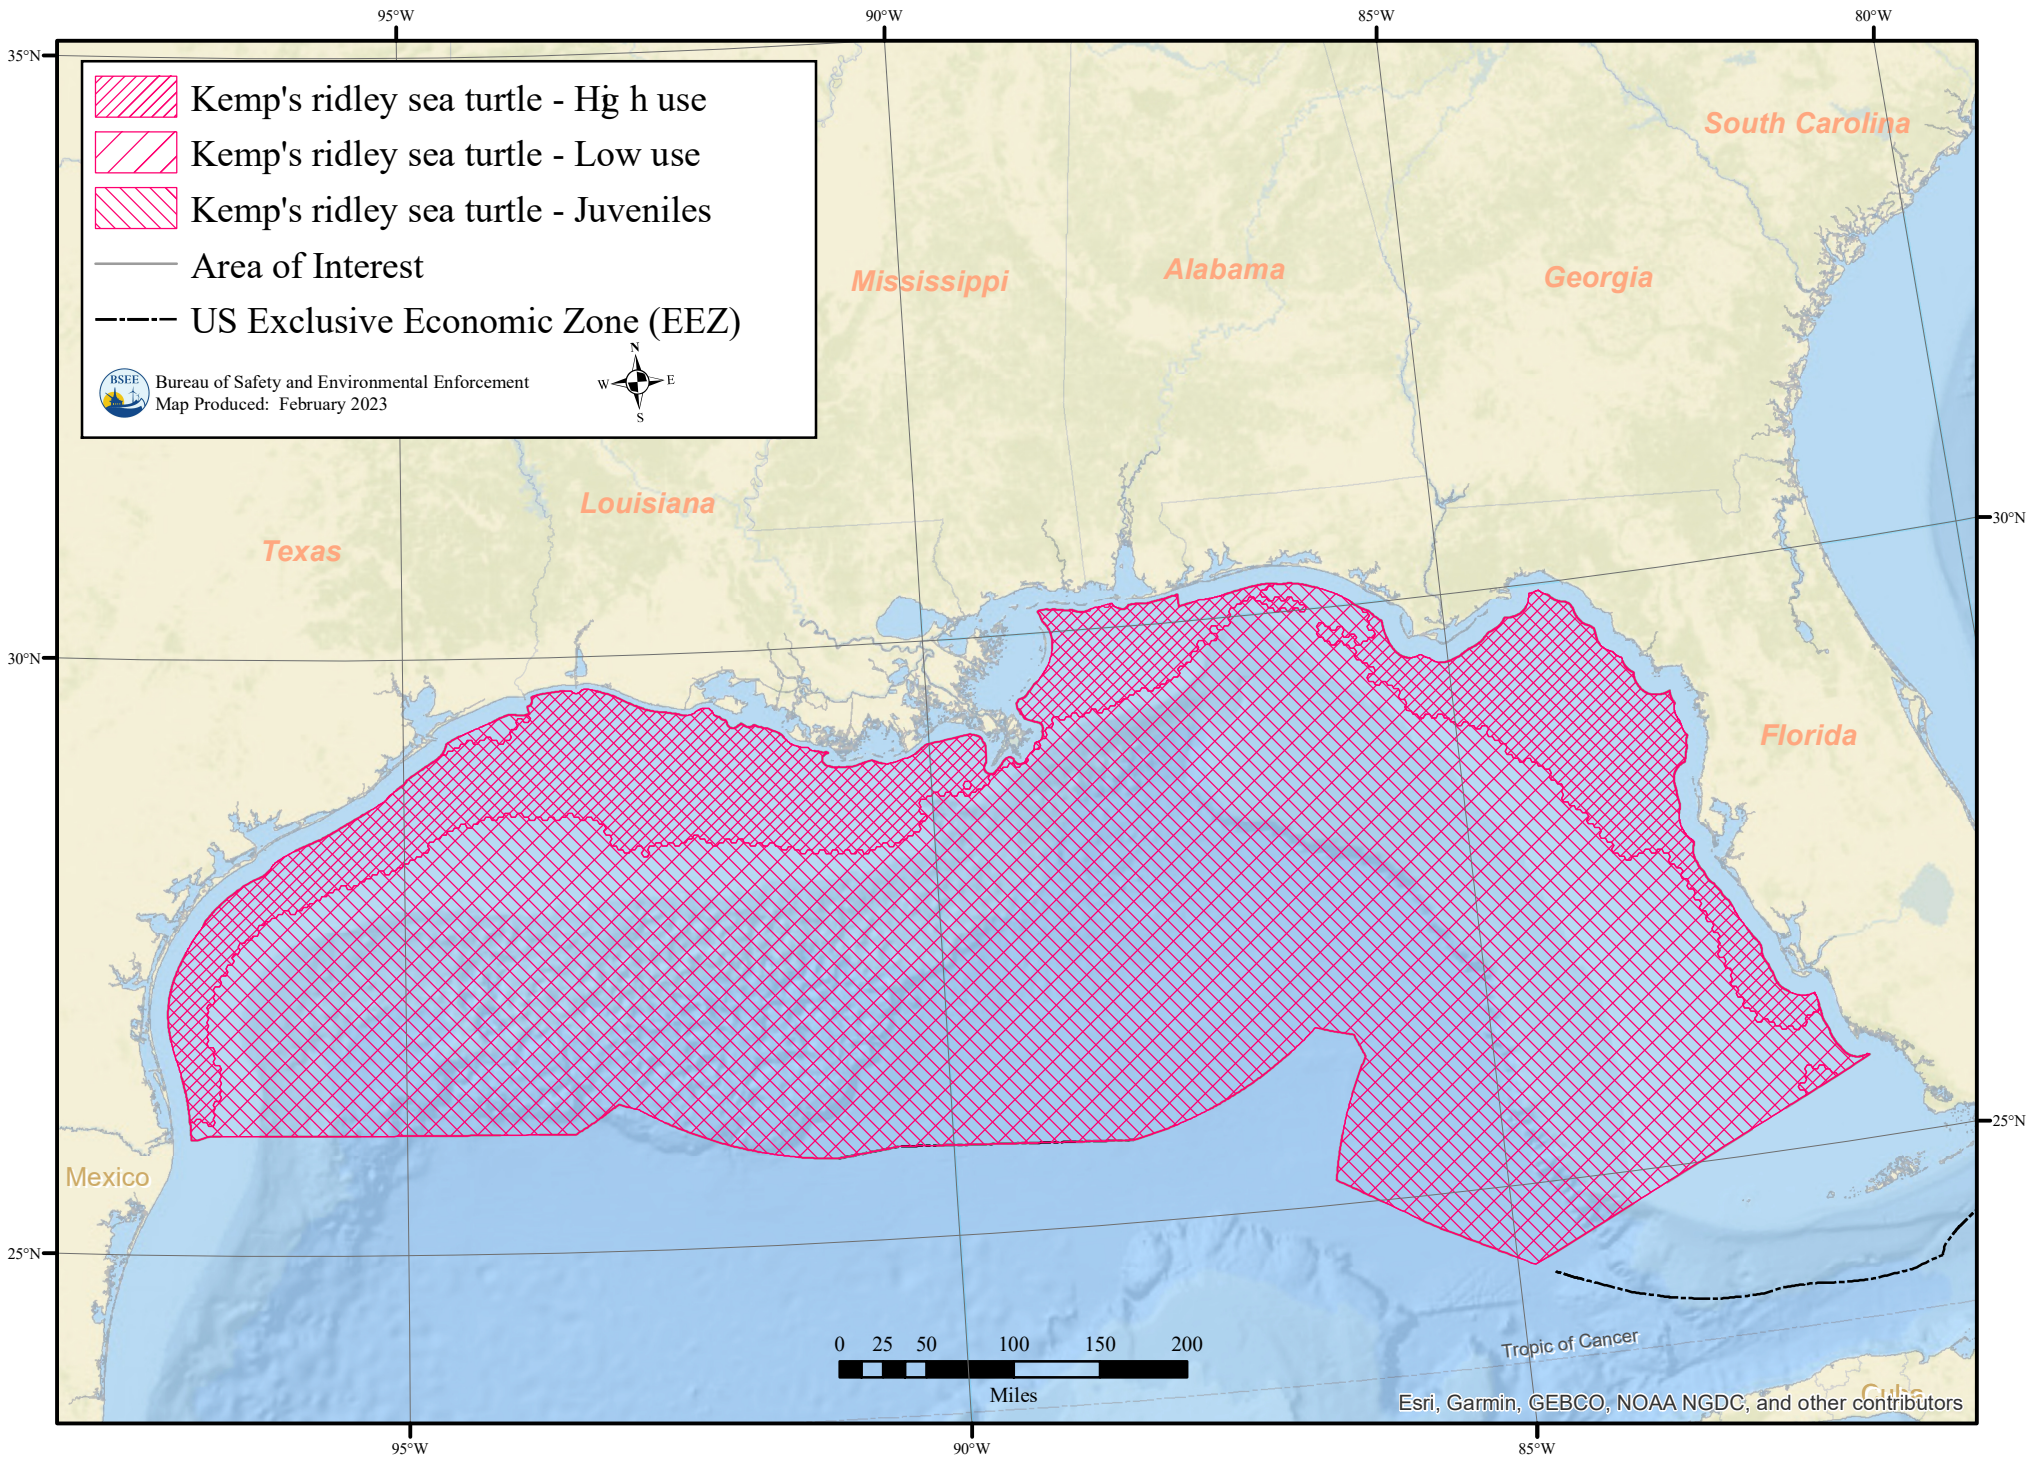 95°W 90°W 85°W 80°W
35°N
Kemp's ridley sea turtle - High use
Kemp's ridley sea turtle - Low use
Kemp's ridley sea turtle - Juveniles
Area of Interest
US Exclusive Economic Zone (EEZ)
N
W E
S
BSEE
Bureau of Safety and Environmental Enforcement
Map Produced: February 2023
South Carolina
Mississippi
Alabama
Georgia
Louisiana
Texas
30°N
30°N
Florida
25°N
Mexico
25°N
0 25 50 100 150 200
Miles
Tropic of Cancer
Cuba
Esri, Garmin, GEBCO, NOAA NGDC, and other contributors
95°W 90°W 85°W